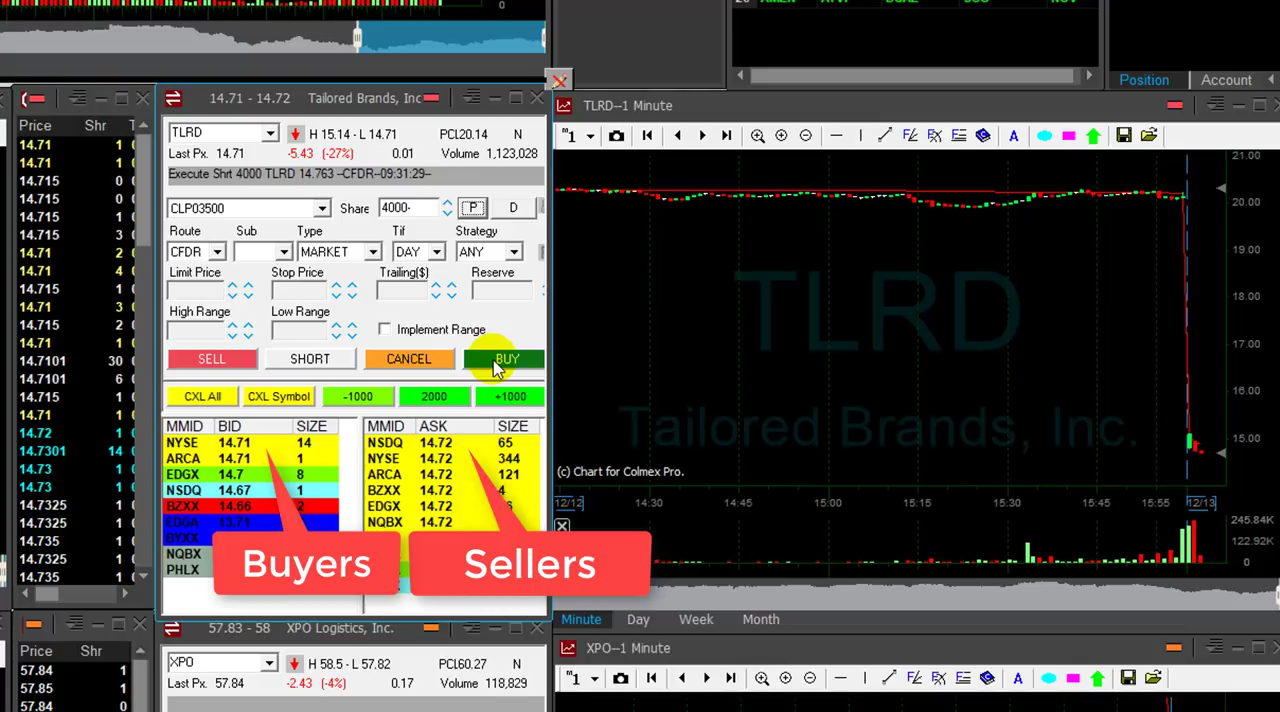 0
Position Account
Price Shr T
14.71 1
14.71 1
14.715 0
14.715 0
14.715 3
14.71 2
14.71 4
14.715 3
14.71 3
14.715 2
14.71 1
14.7101 30
14.7101 6
14.715 1
14.72 1
14.7301 14
14.73 1
14.73 1
14.7325
14.735
14.7325
14.735
14.71 - 14.72 Tailored Brands, Inc
TLRD H 15.14 - L 14.71 PCL20.14 N
Last Px. 14.71 -5.43 (-27%) 0.01 Volume 1,123,028
Execute Shrt 4000 TLRD 14.763 --CFDR--09:31:29--
CLP03500 Share 4000- P D
Route Sub Type Tif Strategy
CFDR MARKET DAY ANY
Limit Price Stop Price Trailing($) Reserve
High Range Low Range
Implement Range
SELL SHORT CANCEL BUY
CXL All CXL Symbol -1000 2000 +1000
MMID BID SIZE MMID ASK SIZE
NYSE 14.71 14 NSDQ 14.72 65
ARCA 14.71 1 NYSE 14.72 344
EDGX 14.7 8 ARCA 14.72 121
NSDQ 14.67 1 BZXX 14.72 4
BZXX 14.66 2 EDGX 14.72
EDGA 13.71 NQBX 14.72
BYXX
NQBX
PHLX
Buyers Sellers
TLRD--1 Minute
1 A
21.00
20.00
19.00
18.00
17.00
16.00
15.00
TLRD
Tailored Brands, Inc.
(c) Chart for Colmex Pro.
12/12 14:30 14:45 15:00 15:15 15:30 15:55 12/13
245.84K
122.92K
0
Minute Day Week Month
Price Shr
57.84 1
57.85 1
57.84 0
57.83 - 58 XPO Logistics, Inc.
XPO H 58.5 - L 57.82 PCL60.27 N
Last Px. 57.84 -2.43 (-4%) 0.17 Volume 118,829
XPO--1 Minute
1 A